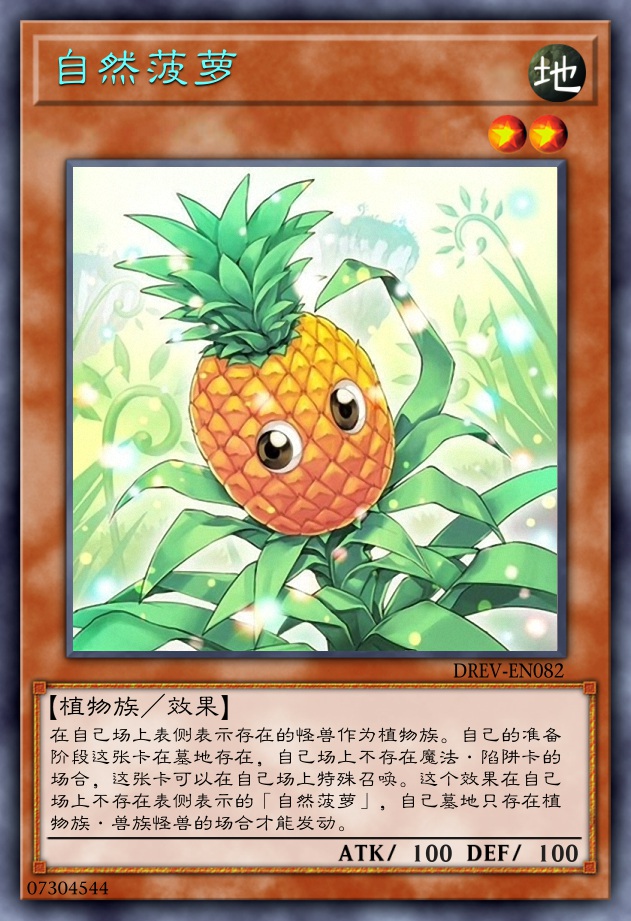 自然菠萝
地
DREV-EN082
【植物族／效果】
在自己场上表侧表示存在的怪兽作为植物族。自己的准备
阶段这张卡在墓地存在，自己场上不存在魔法·陷阱卡的
场合，这张卡可以在自己场上特殊召唤。这个效果在自己
场上不存在表侧表示的「自然菠萝」，自己墓地只存在植
物族·兽族怪兽的场合才能发动。
ATK/ 100 DEF/ 100
07304544